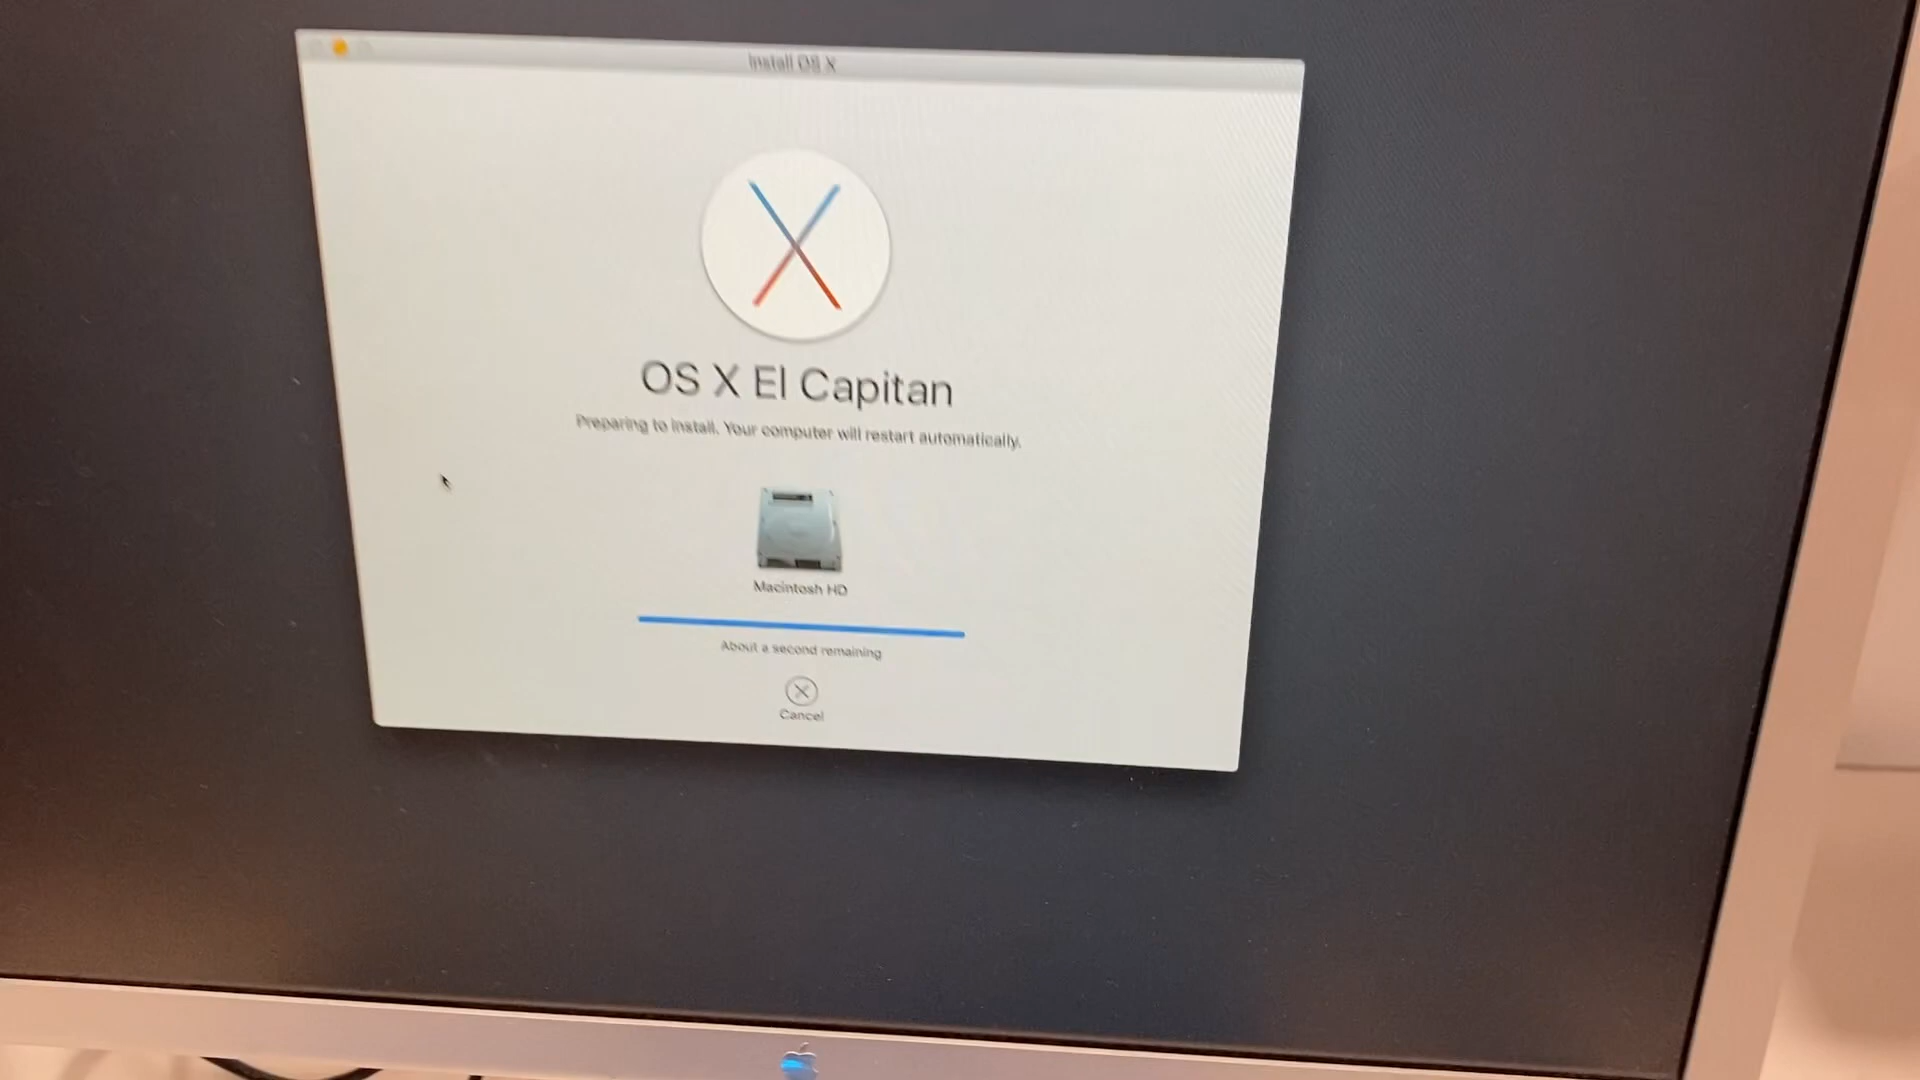 Install OS X
OS X El Capitan
Preparing to install. Your computer will restart automatically.
Macintosh HD
About a second remaining
Cancel